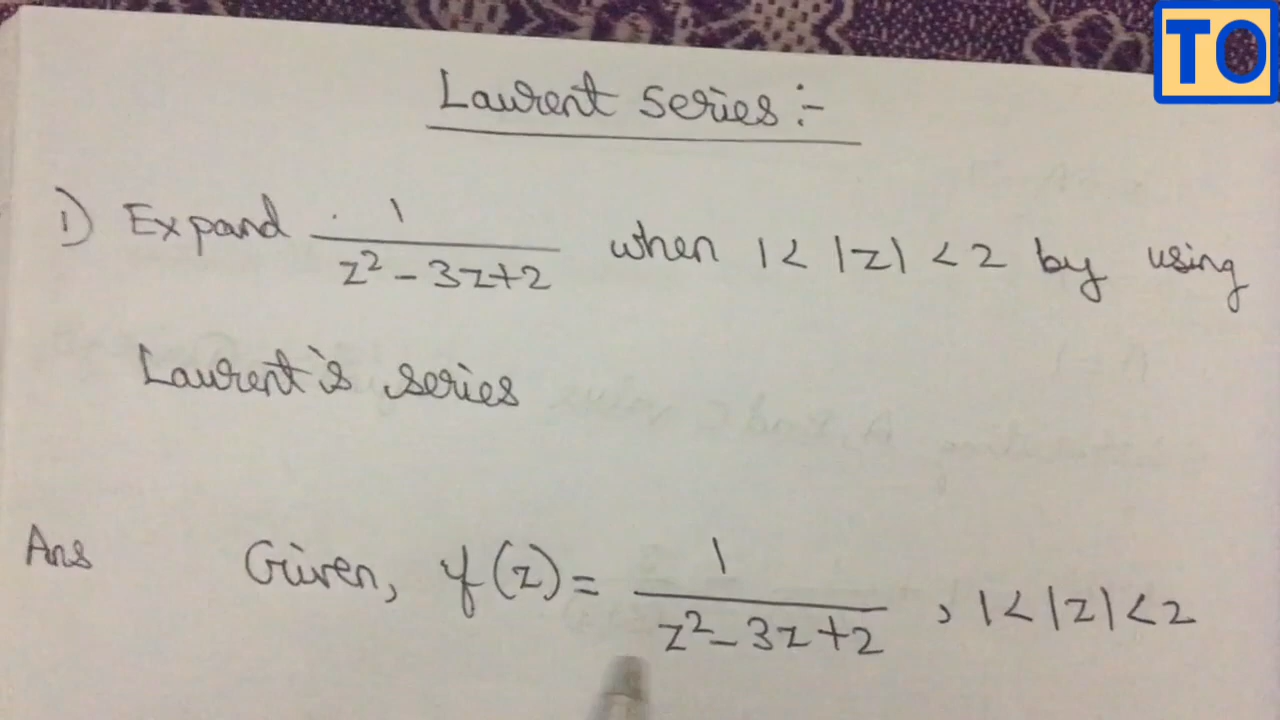 TO
Laurent series :-
1) Expand 1/(z²-3z+2) when 1 < |z| < 2 by using
Laurent's series
Ans Given, f(z) = 1/(z²-3z+2) , 1 < |z| < 2